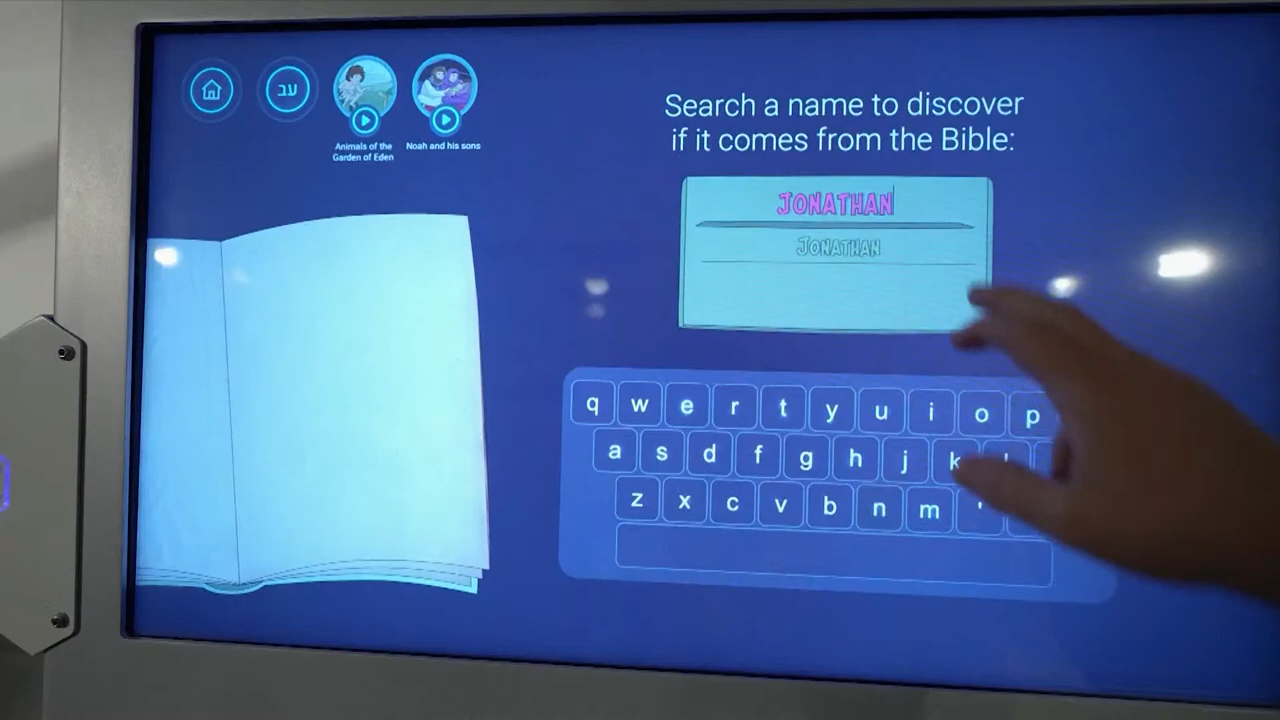 עב
Animals of the
Garden of Eden
Noah and his sons
Search a name to discover
if it comes from the Bible:
JONATHAN
JONATHAN
q w e r t y u i o p
a s d f g h j k
z x c v b n m '